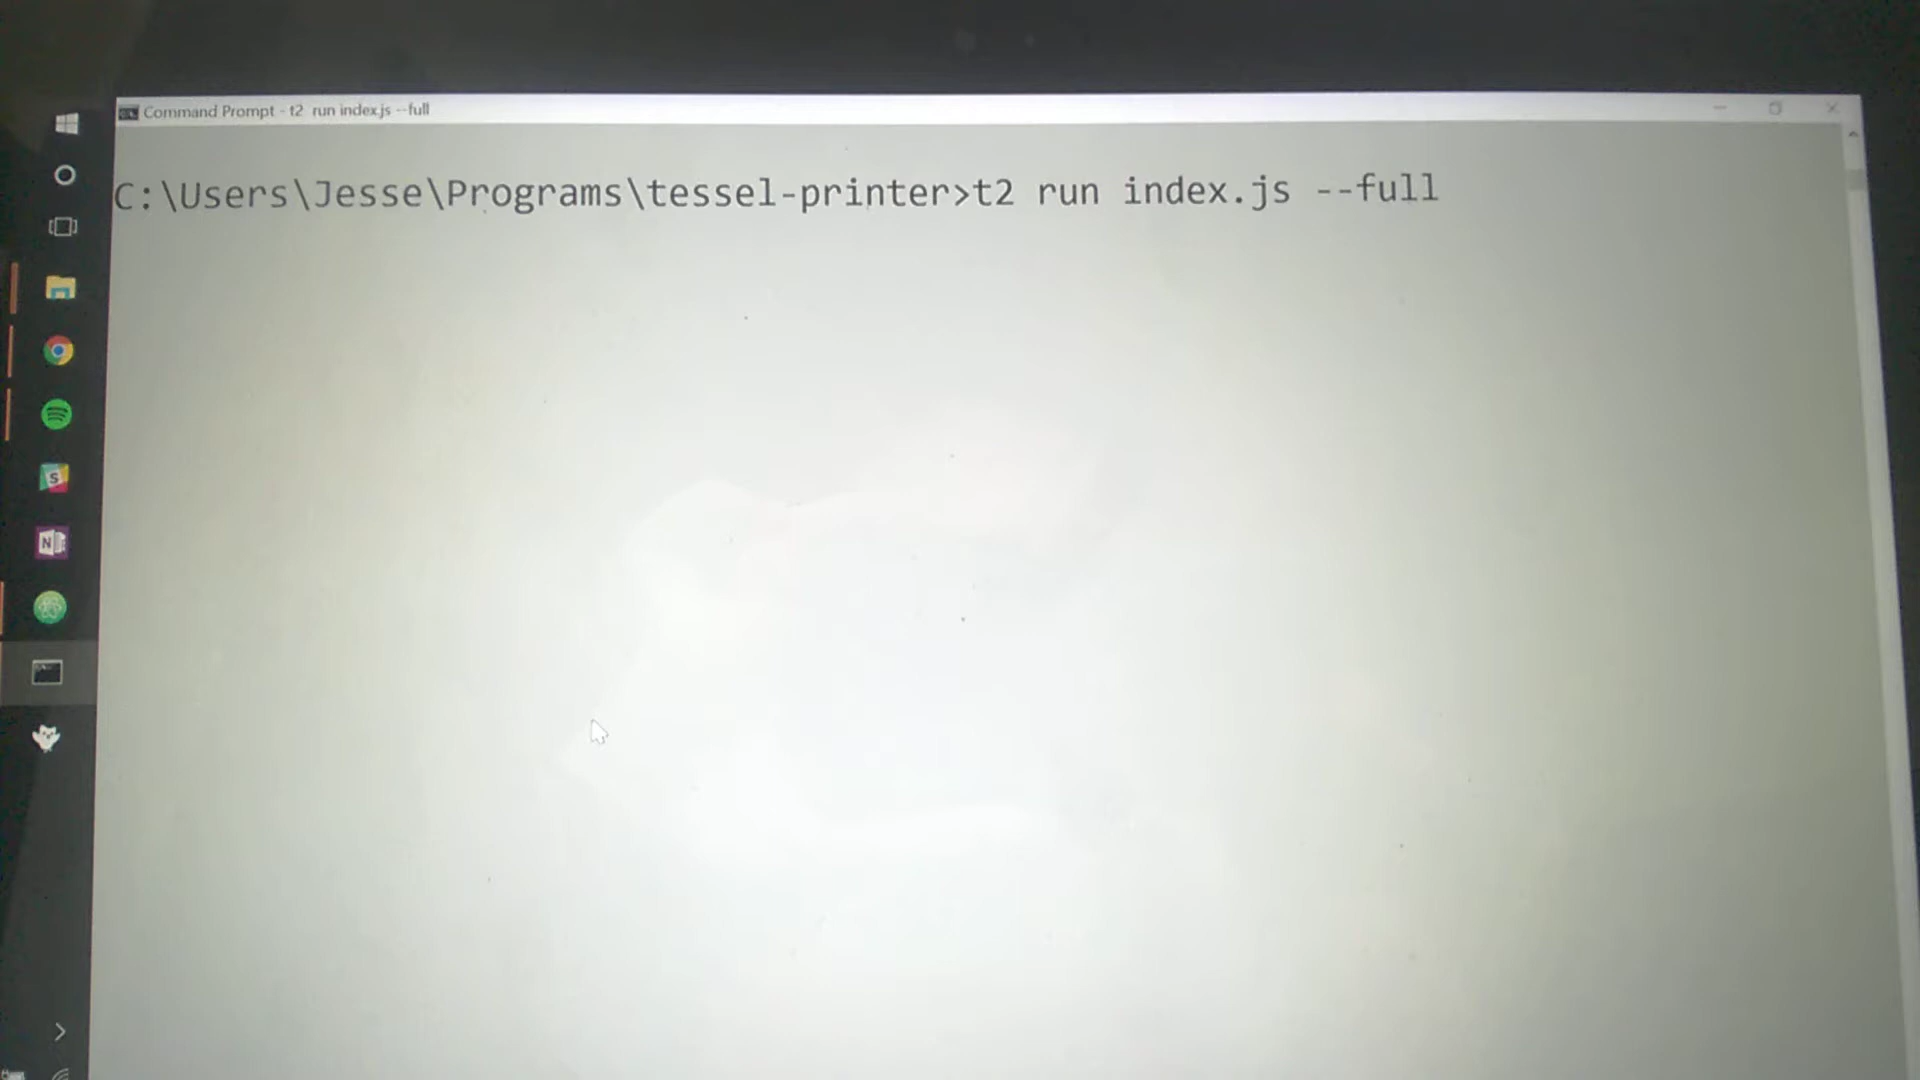 Command Prompt - t2 run index.js --full
C:\Users\Jesse\Programs\tessel-printer>t2 run index.js --full
S
N